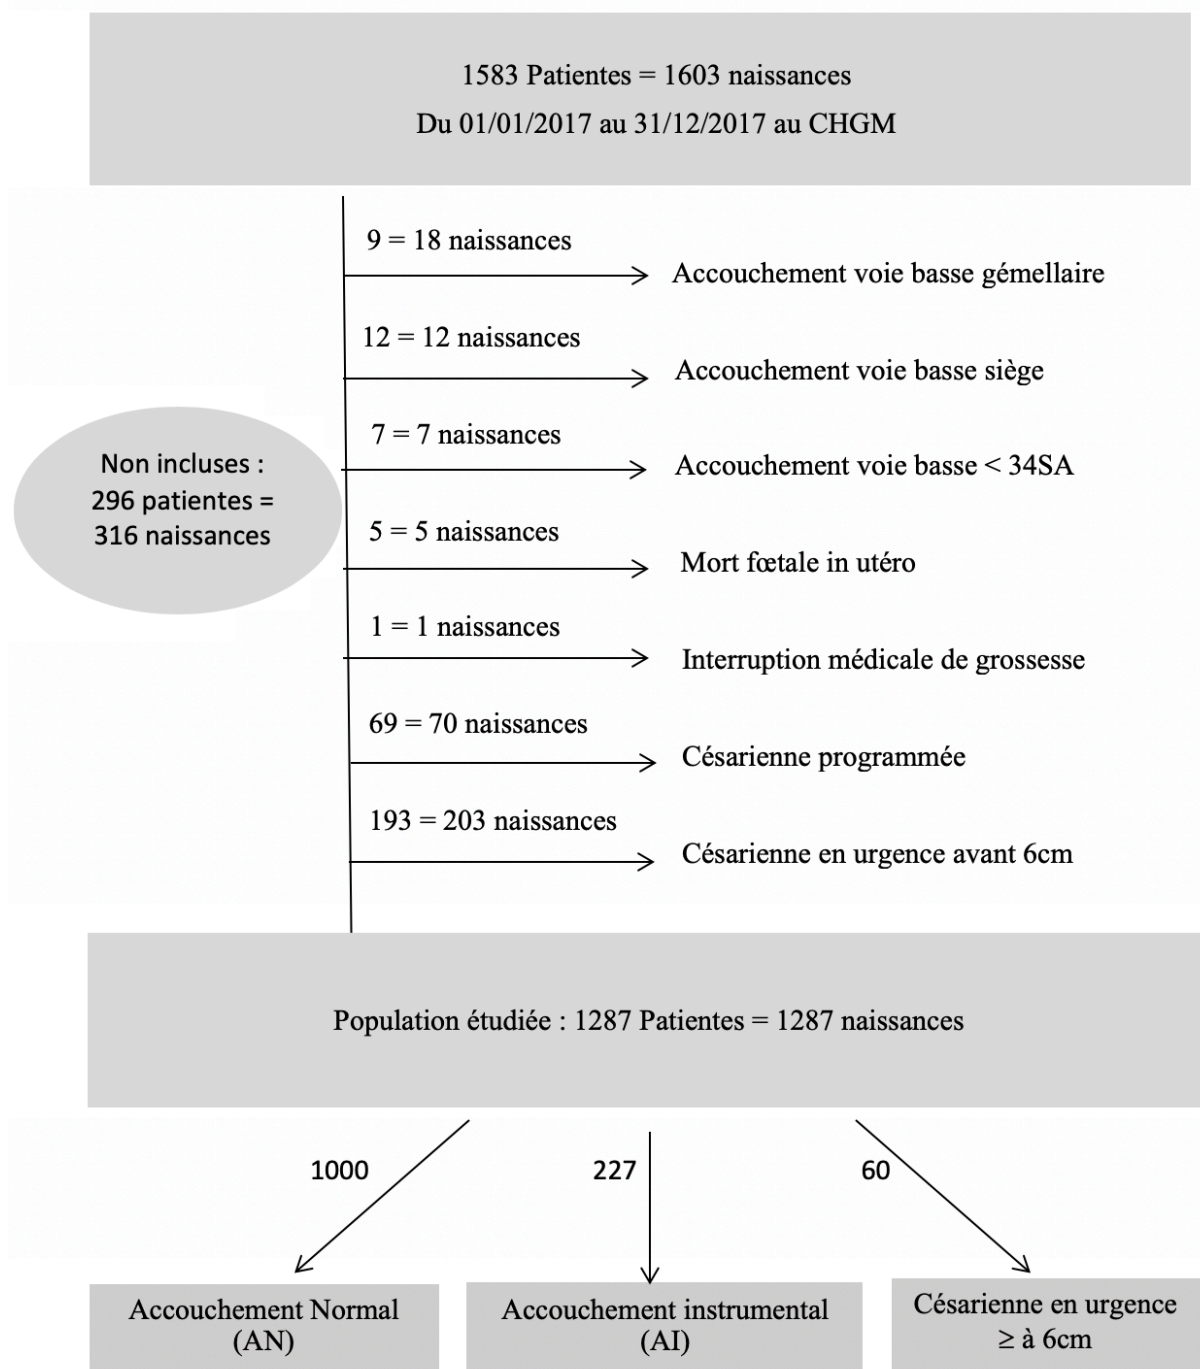 1583 Patientes = 1603 naissances
Du 01/01/2017 au 31/12/2017 au CHGM
9 = 18 naissances
Accouchement voie basse gémellaire
12 = 12 naissances
Accouchement voie basse siège
7 = 7 naissances
Accouchement voie basse < 34SA
Non incluses :
296 patientes =
316 naissances
5 = 5 naissances
Mort fœtale in utéro
1 = 1 naissances
Interruption médicale de grossesse
69 = 70 naissances
Césarienne programmée
193 = 203 naissances
Césarienne en urgence avant 6cm
Population étudiée : 1287 Patientes = 1287 naissances
1000
227
60
Accouchement Normal
(AN)
Accouchement instrumental
(AI)
Césarienne en urgence
≥ à 6cm